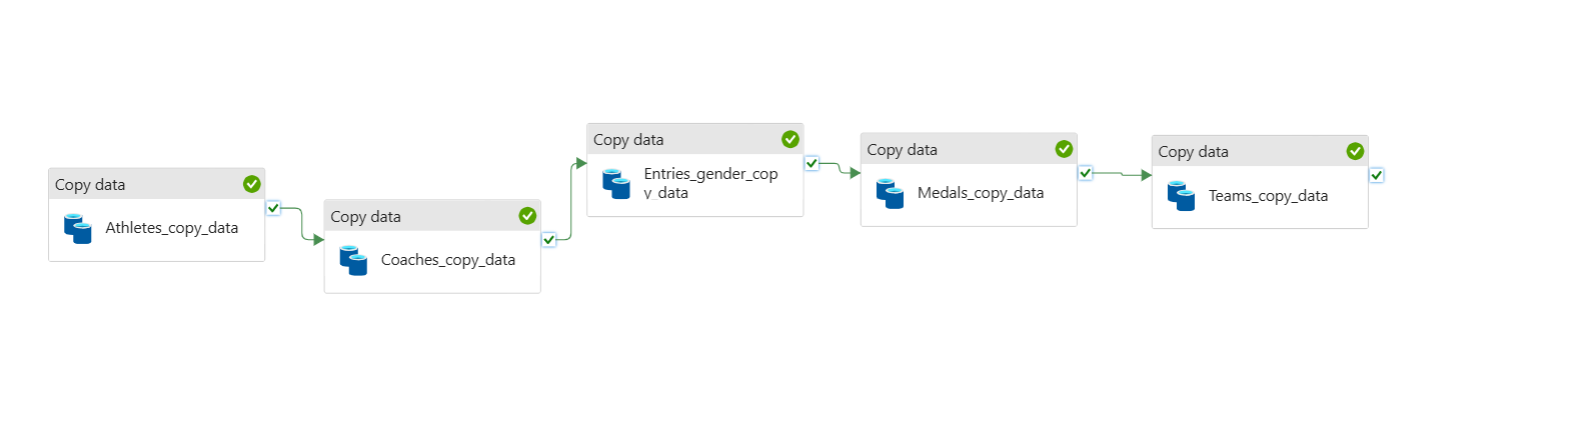 Copy data
Athletes_copy_data
Copy data
Coaches_copy_data
Copy data
Entries_gender_cop
y_data
Copy data
Medals_copy_data
Copy data
Teams_copy_data